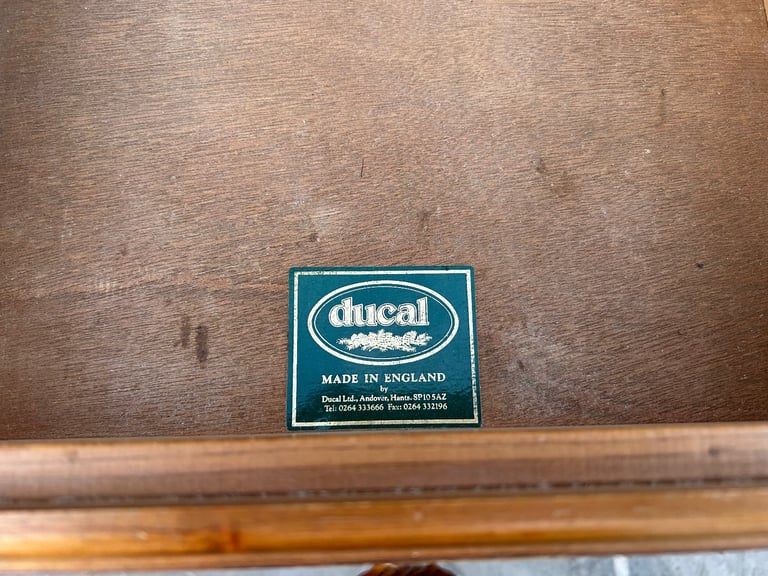 ducal
MADE IN ENGLAND
by
Ducal Ltd., Andover, Hants. SP10 5AZ
Tel: 0264 333666 Fax: 0264 332196